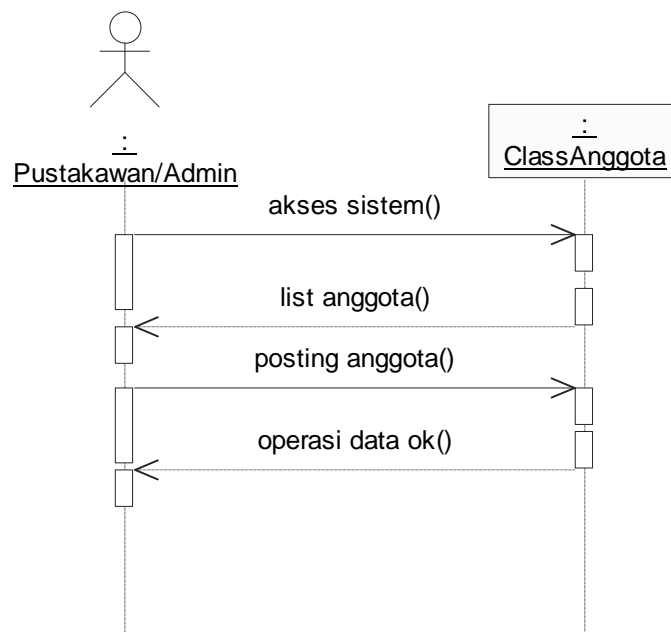 :
Pustakawan/Admin
:
ClassAnggota
akses sistem()
list anggota()
posting anggota()
operasi data ok()